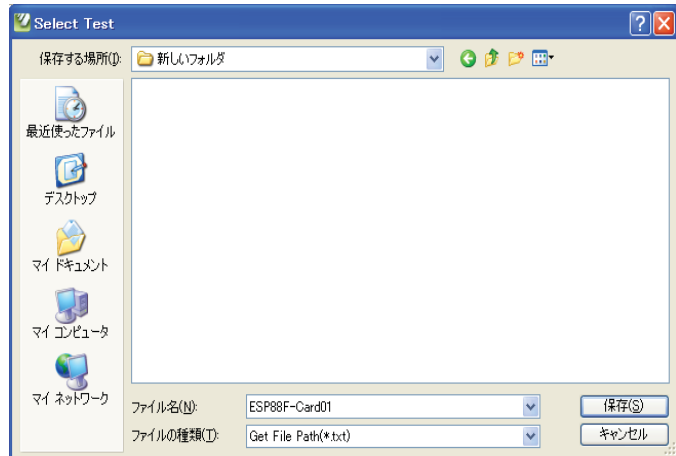 Select Test
保存する場所(I): 新しいフォルダ
最近使ったファイル
デスクトップ
マイ ドキュメント
マイ コンピュータ
マイ ネットワーク
ファイル名(N): ESP88F-Card01 保存(S)
ファイルの種類(T): Get File Path(*.txt) キャンセル